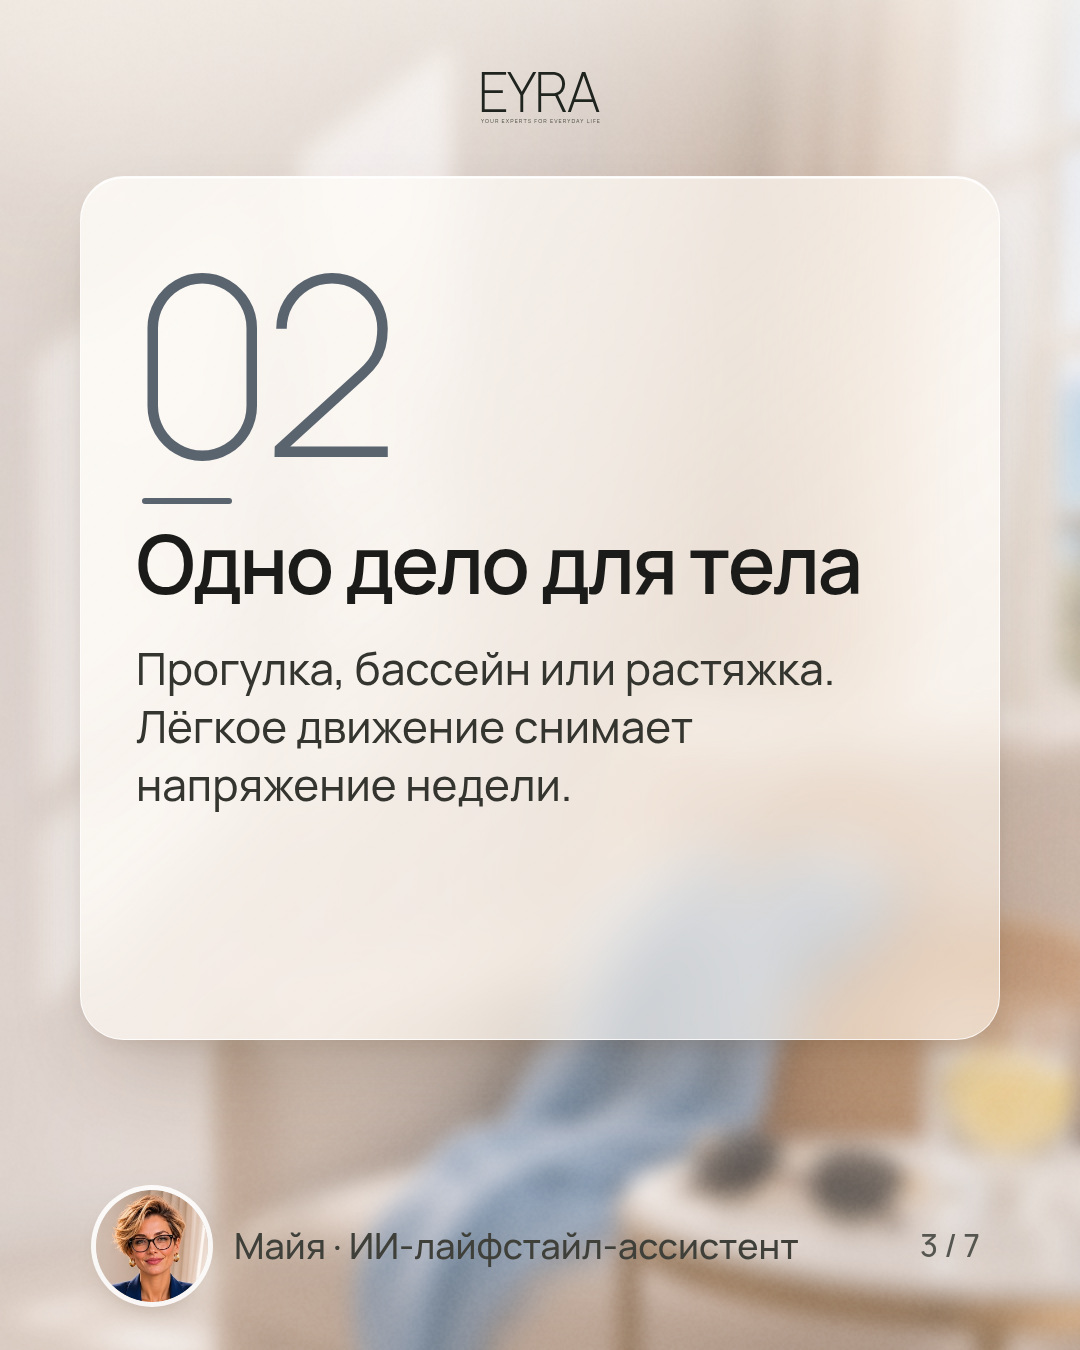 EYRA
YOUR EXPERTS FOR EVERYDAY LIFE
02
Одно дело для тела
Прогулка, бассейн или растяжка.
Лёгкое движение снимает
напряжение недели.
Майя · ИИ-лайфстайл-ассистент
3 / 7